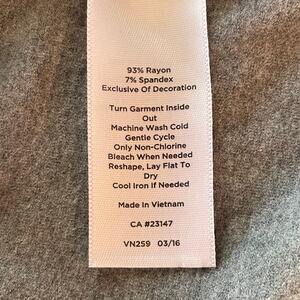 93% Rayon
7% Spandex
Exclusive Of Decoration
Turn Garment Inside
Out
Machine Wash Cold
Gentle Cycle
Only Non-Chlorine
Bleach When Needed
Reshape, Lay Flat To
Dry
Cool Iron If Needed
Made In Vietnam
CA #23147
VN259 03/16